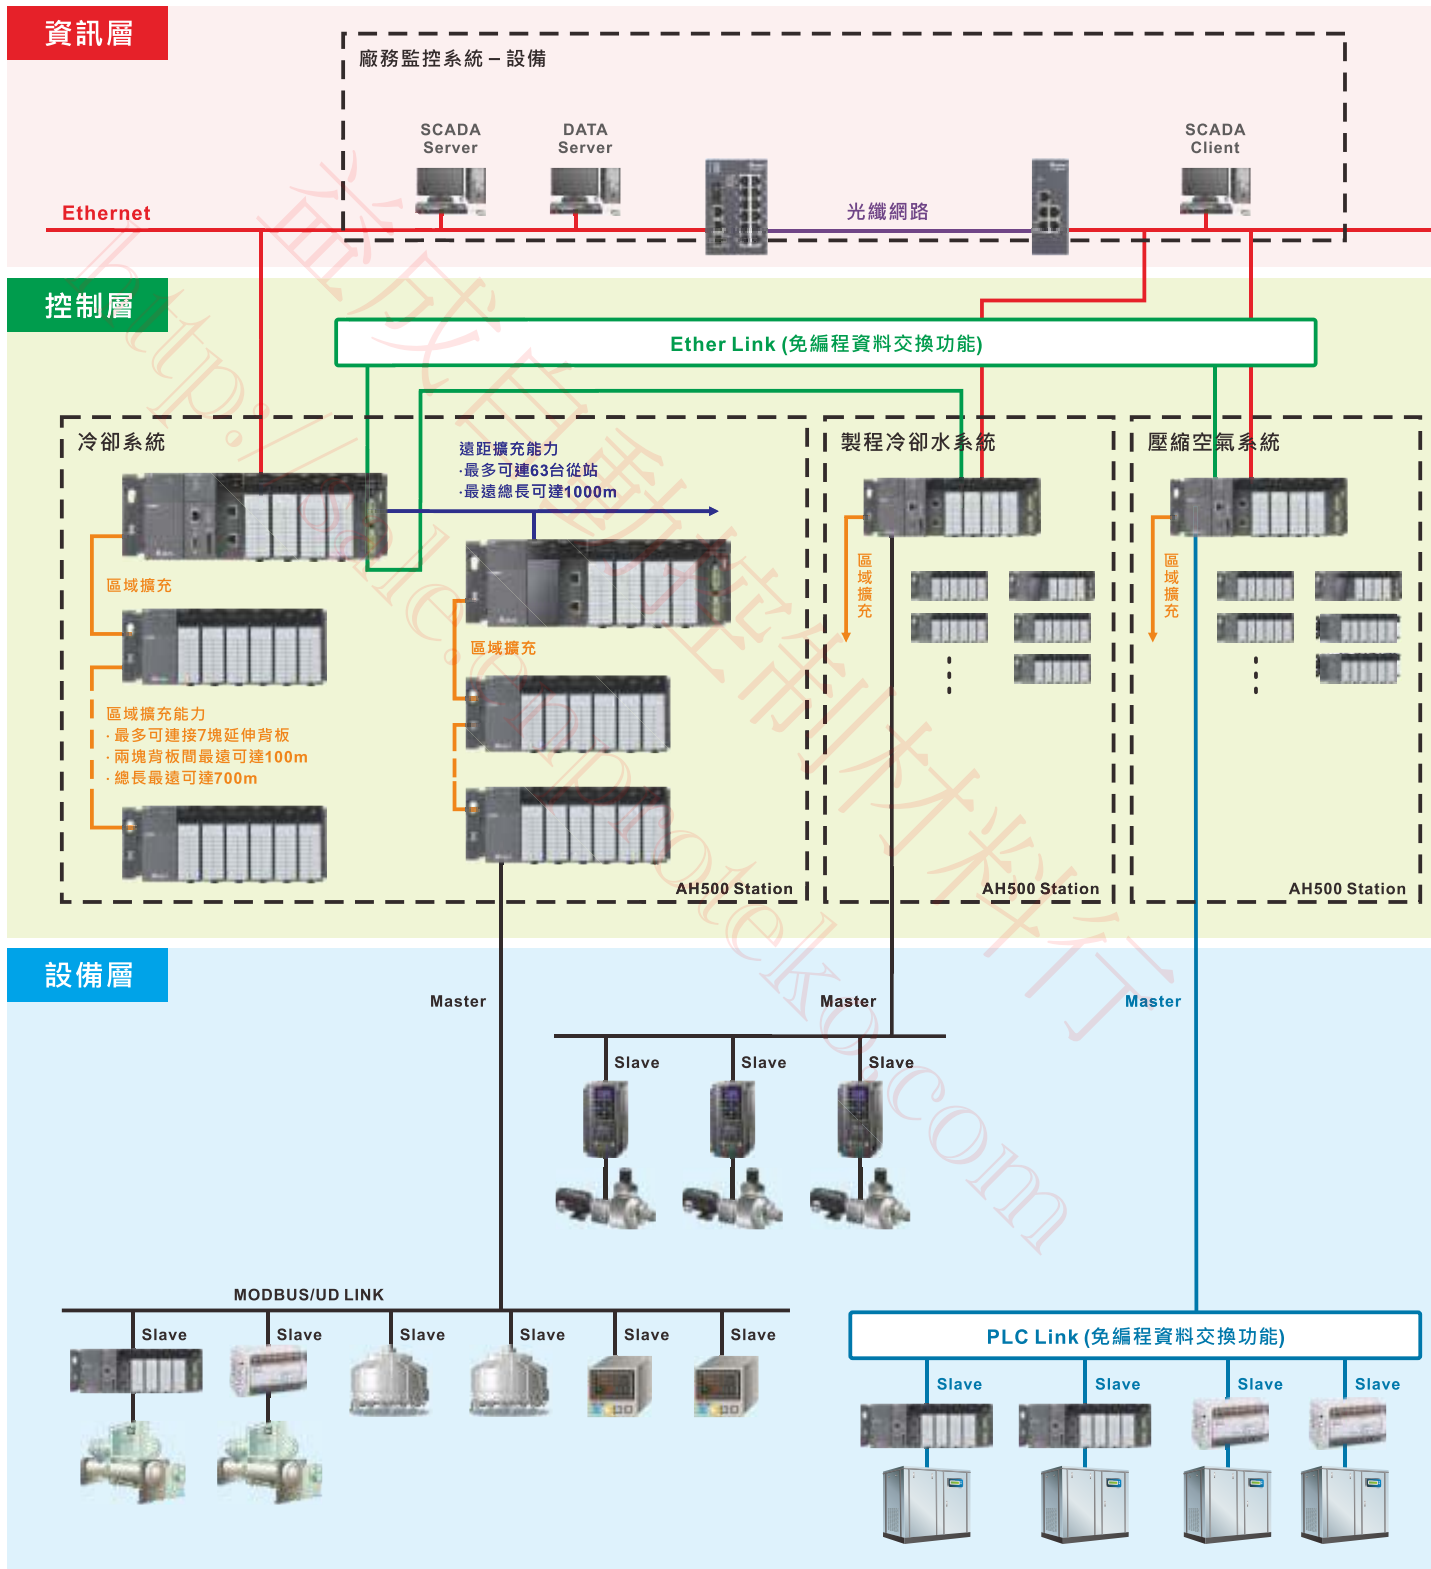 資訊層
廠務監控系統 – 設備
SCADA
Server
DATA
Server
SCADA
Client
Ethernet
光纖網路
控制層
Ether Link (免編程資料交換功能)
冷卻系統
遠距擴充能力
·最多可連63台從站
·最遠總長可達1000m
區域擴充
區域擴充能力
· 最多可連接7塊延伸背板
· 兩塊背板間最遠可達100m
· 總長最遠可達700m
區域擴充
AH500 Station
製程冷卻水系統
區域擴充
AH500 Station
壓縮空氣系統
區域擴充
AH500 Station
設備層
Master
Master
Master
Slave
Slave
Slave
MODBUS/UD LINK
Slave
Slave
Slave
Slave
Slave
Slave
PLC Link (免編程資料交換功能)
Slave
Slave
Slave
Slave
益成自動控制材料行